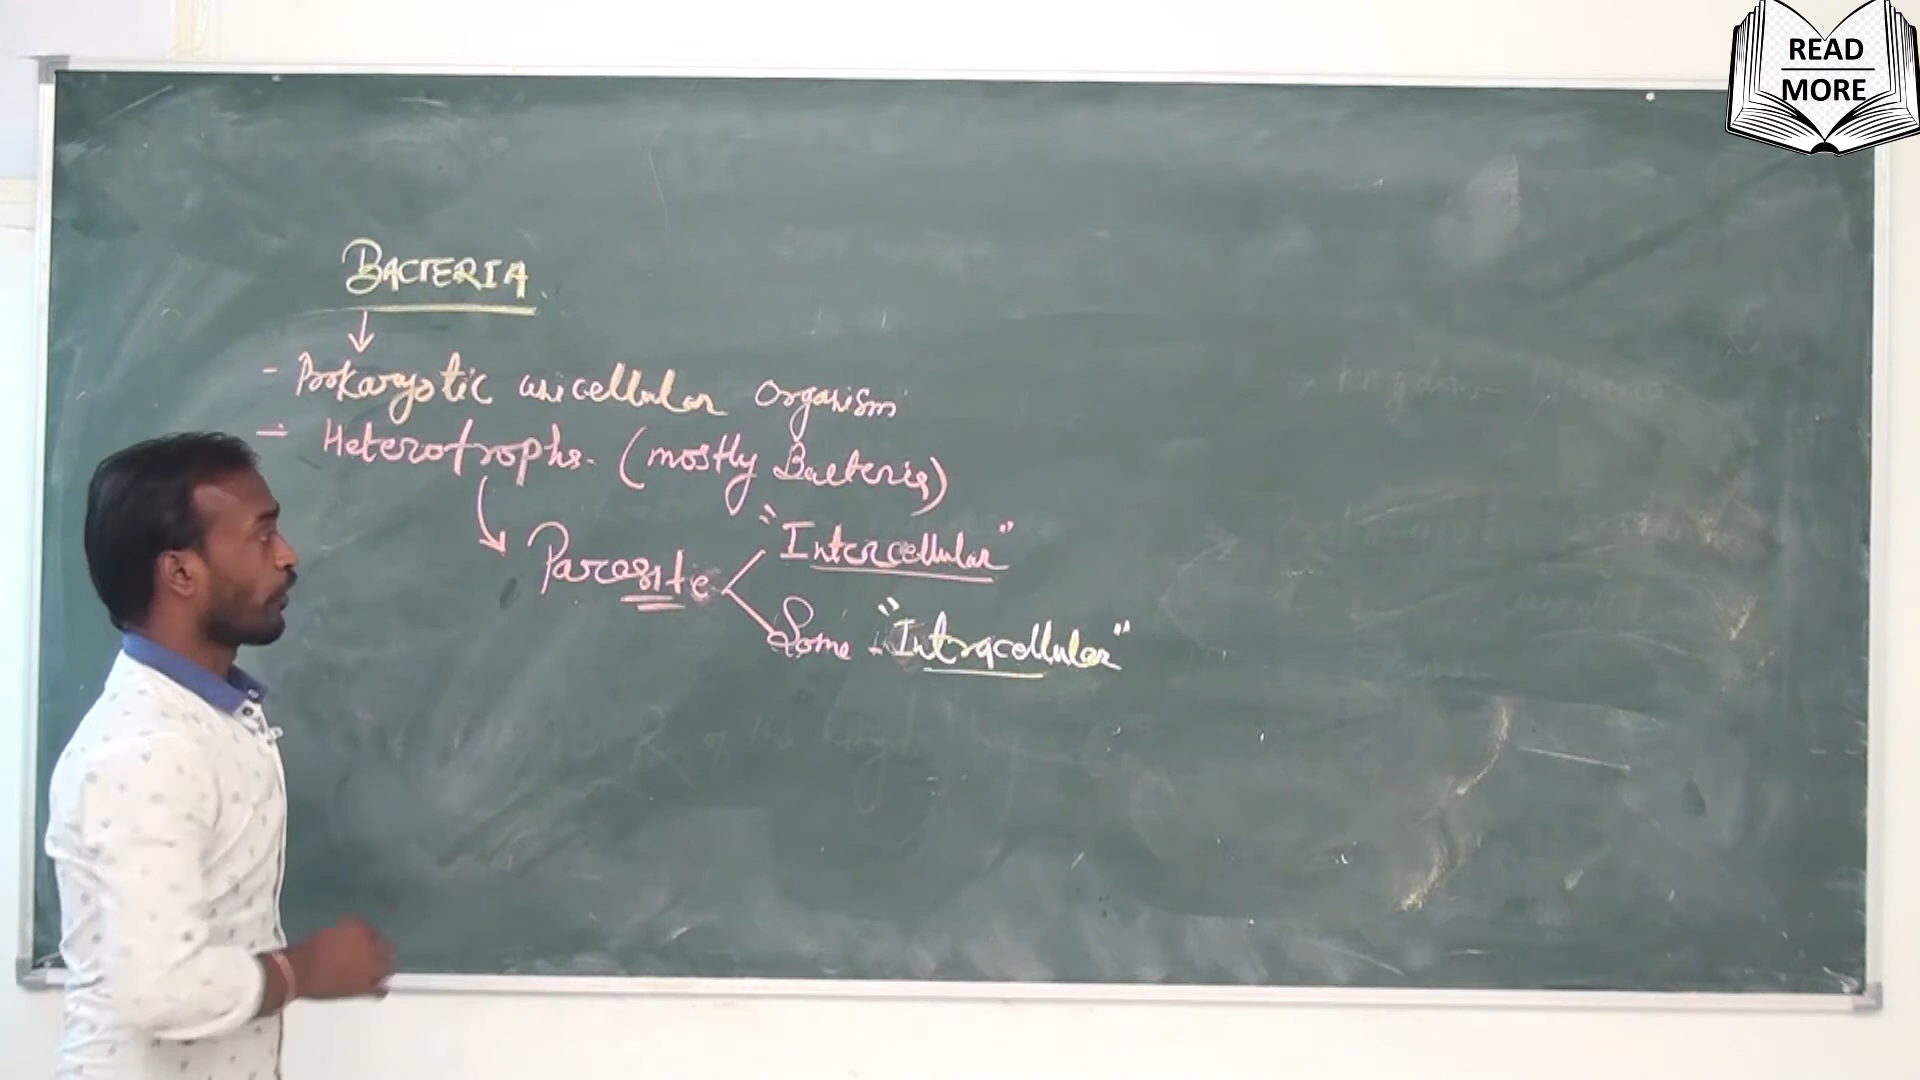 READ
MORE
BACTERIA
- Prokaryotic unicellular organism
- Heterotrophs. (mostly Bacteria)
Parasite
"Intercellular"
Some - "Intracellular"